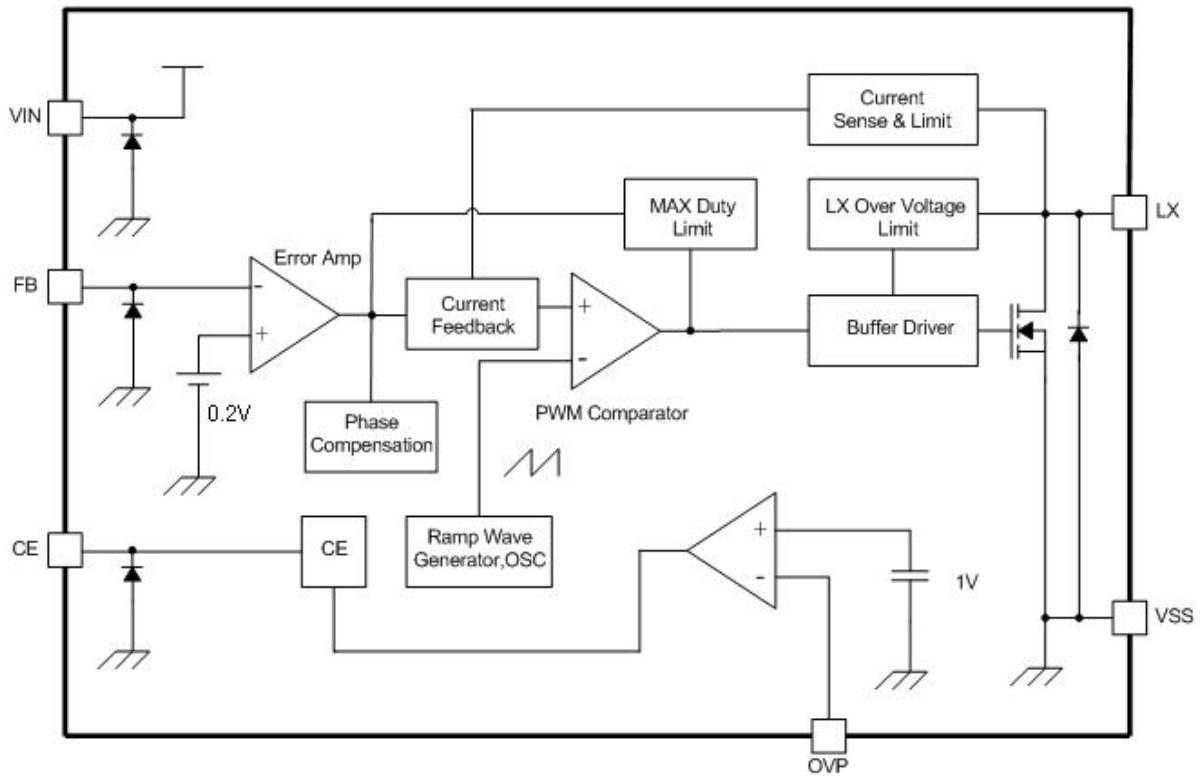 Current
Sense & Limit
VIN
MAX Duty
Limit
LX Over Voltage
Limit
LX
Error Amp
FB
-
+
Current
Feedback
+
-
Buffer Driver
0.2V
Phase
Compensation
PWM Comparator
CE
CE
Ramp Wave
Generator,OSC
+
-
1V
VSS
OVP